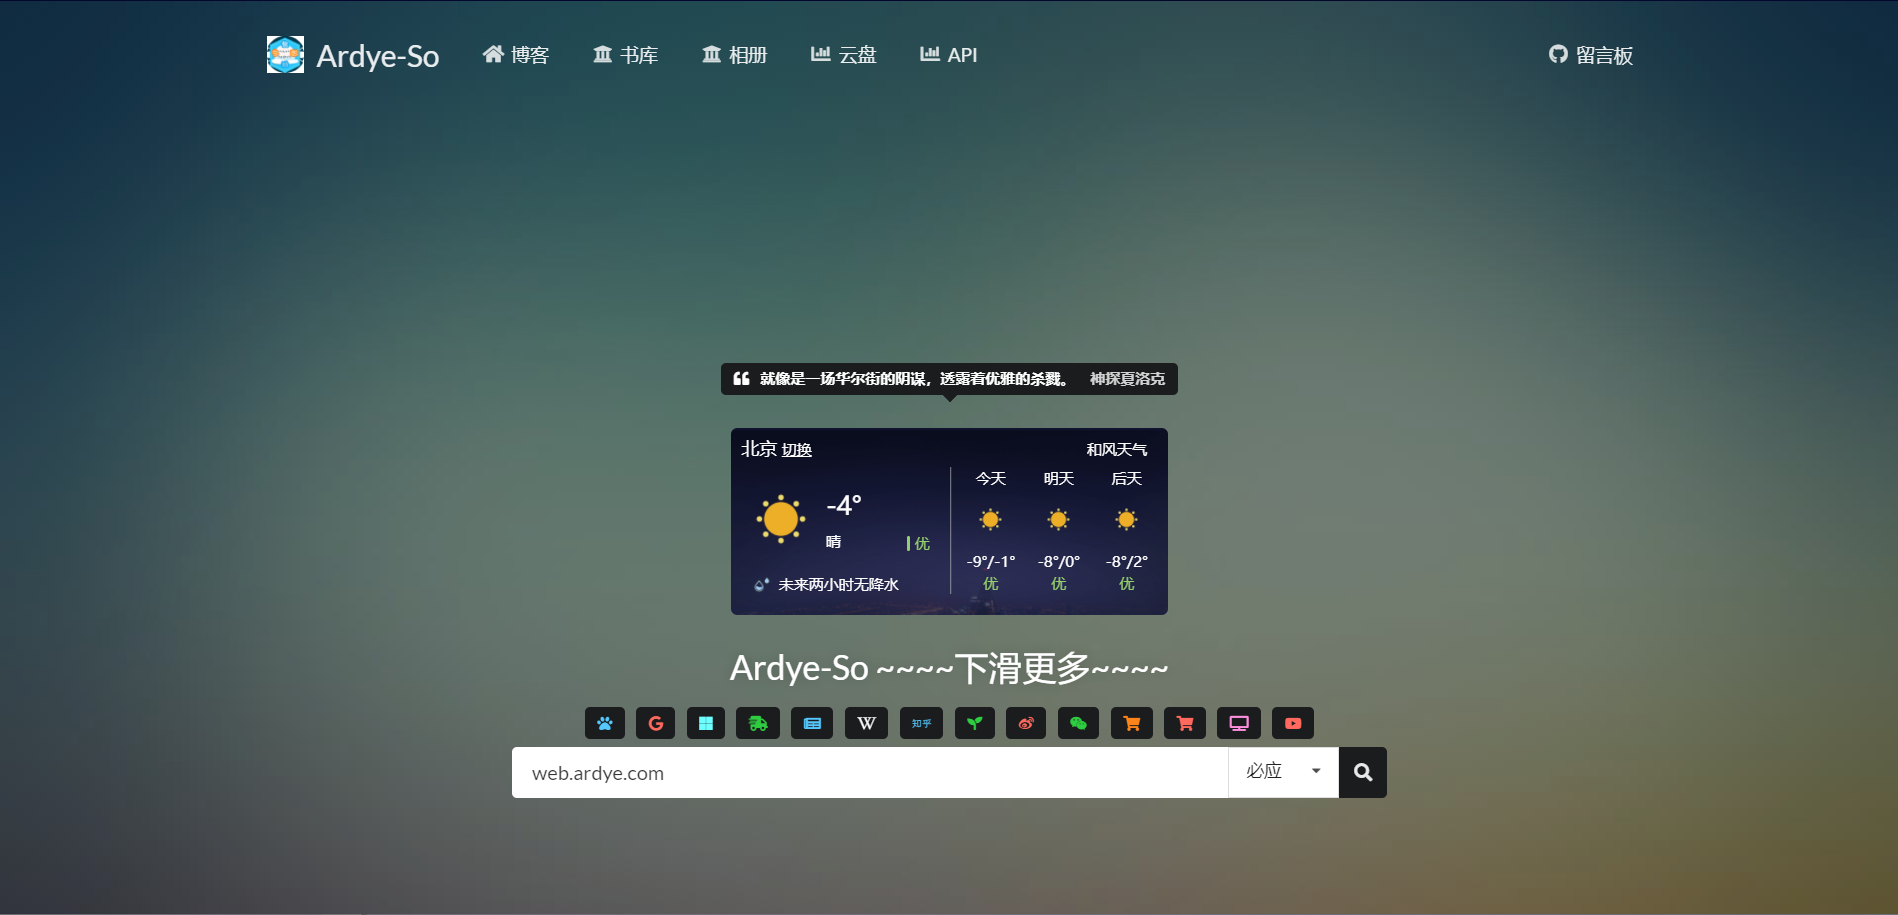 Ardye-So 博客 书库 相册 云盘 API 留言板
就像是一场华尔街的阴谋，透露着优雅的杀戮。 神探夏洛克
北京 切换 和风天气
今天 明天 后天
-4°
晴 优
-9°/-1° -8°/0° -8°/2°
优 优 优
未来两小时无降水
Ardye-So ~~~~下滑更多~~~~
W 知乎
web.ardye.com 必应